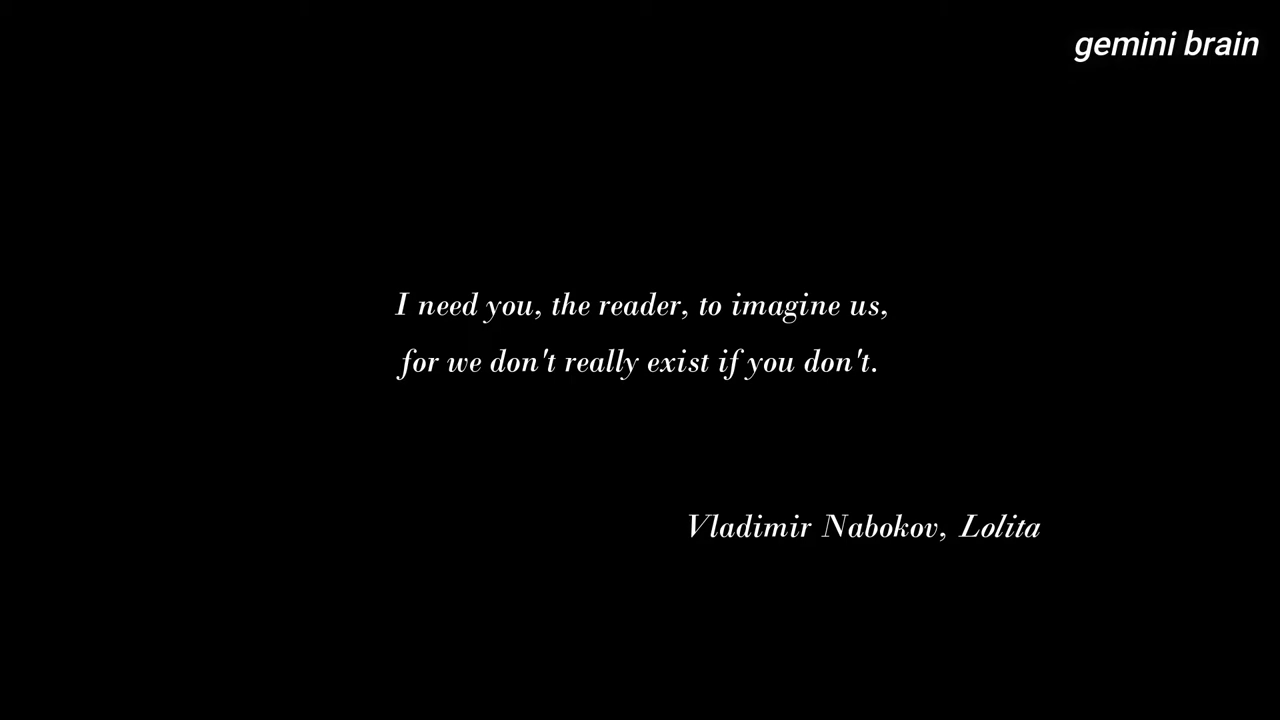 gemini brain
I need you, the reader, to imagine us,
for we don't really exist if you don't.
Vladimir Nabokov, Lolita